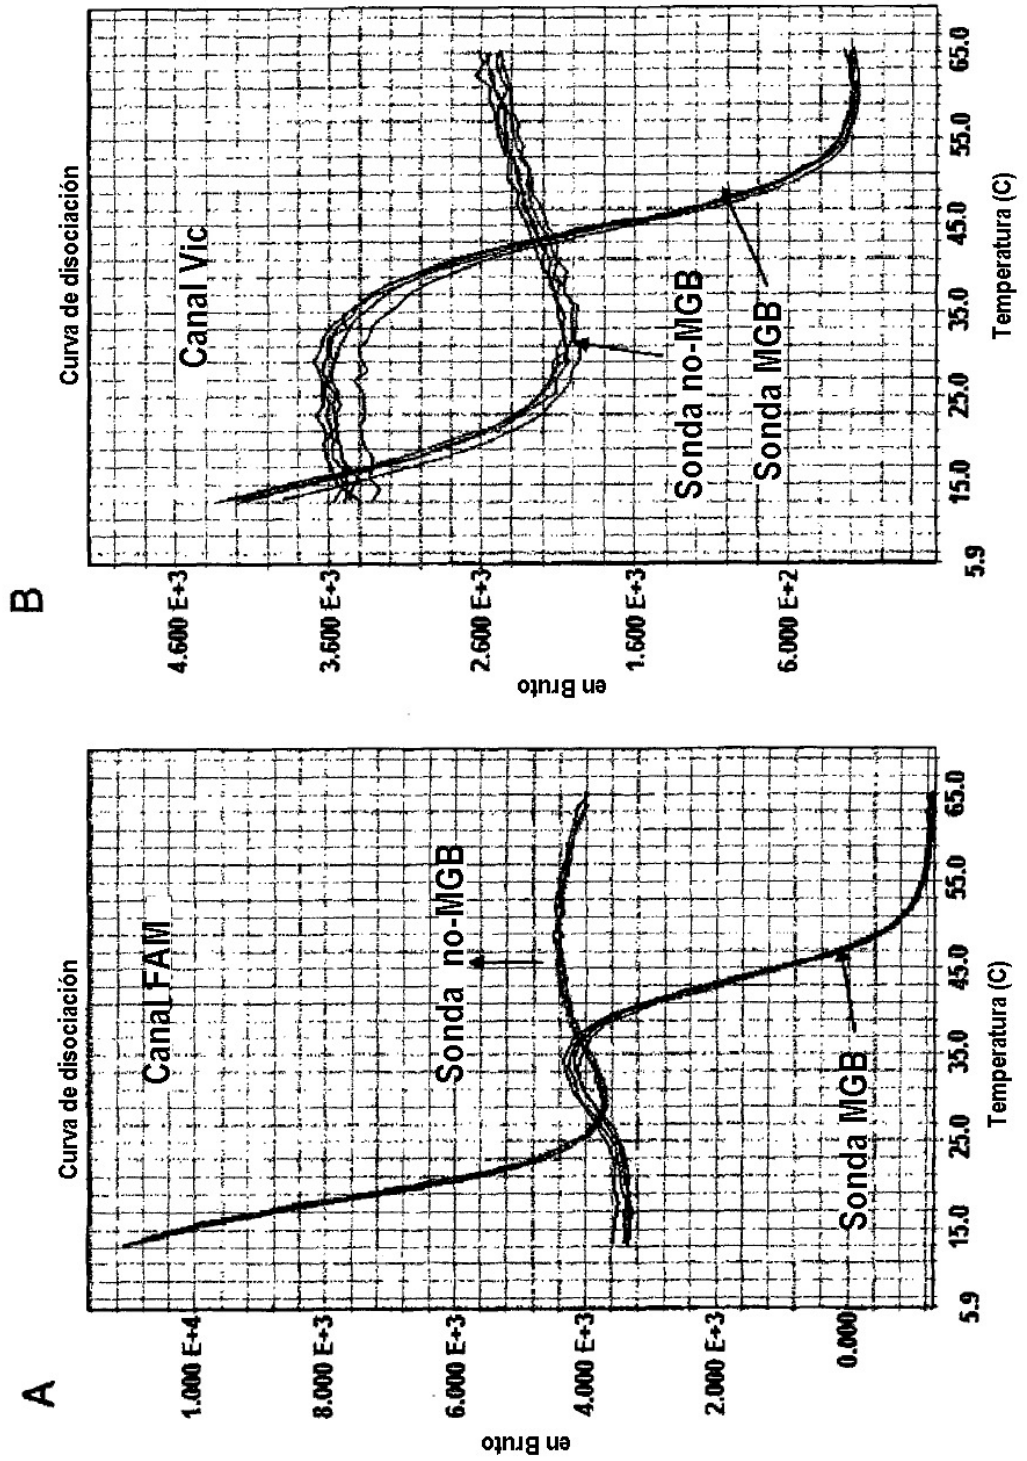 A
Curva de disociación
Canal FAM
Sonda no-MGB
Sonda MGB
en Bruto
1.000 E+4
8.000 E+3
6.000 E+3
4.000 E+3
2.000 E+3
0.000
5.9
15.0
25.0
35.0
45.0
55.0
65.0
Temperatura (C)
B
Curva de disociación
Canal Vic
Sonda no-MGB
Sonda MGB
en Bruto
4.600 E+3
3.600 E+3
2.600 E+3
1.600 E+3
6.000 E+2
5.9
15.0
25.0
35.0
45.0
55.0
65.0
Temperatura (C)